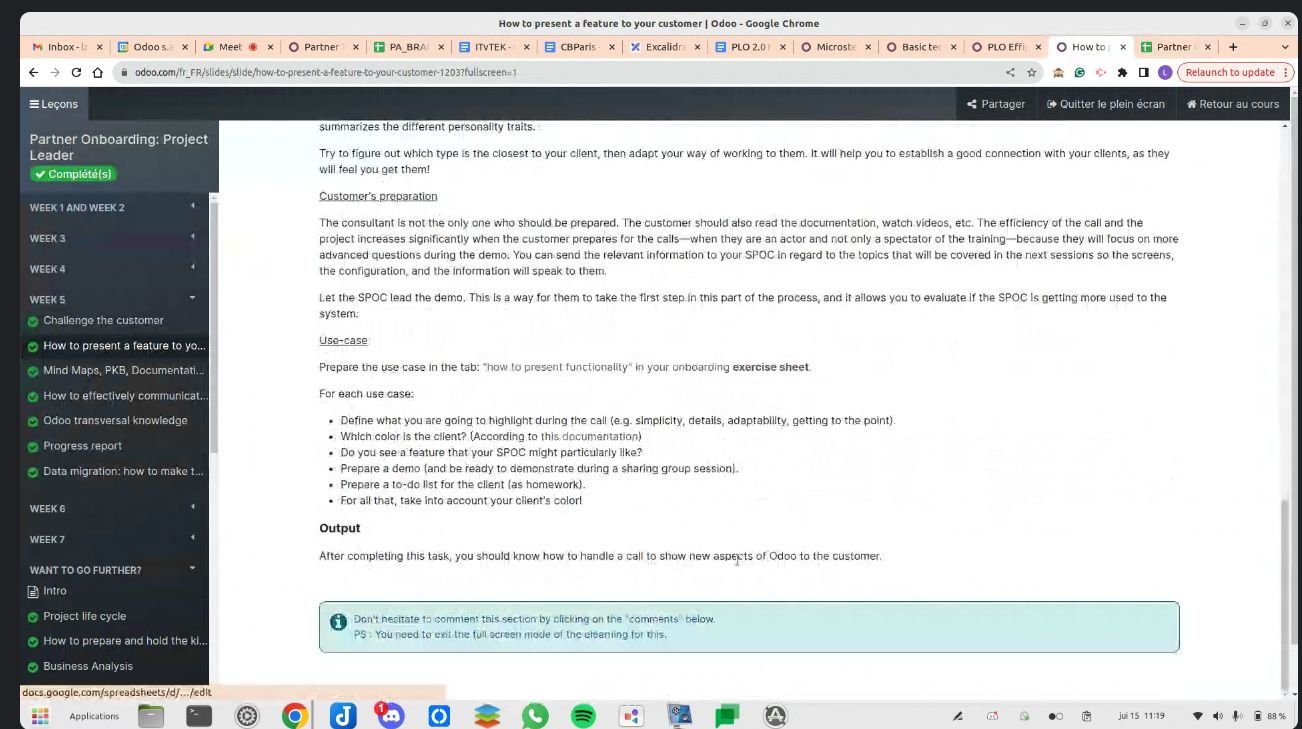 How to present a feature to your customer | Odoo - Google Chrome
Inbox - iz Odoo s.a Meet Partner T PA_BRAI ITvTEK - CBParis Excalidra PLO 2.0 Microste Basic tec PLO Effi How to p Partner
odoo.com/fr_FR/slides/slide/how-to-present-a-feature-to-your-customer-1203?fullscreen=1
L Relaunch to update
Leçons
Partager Quitter le plein écran Retour au cours
Partner Onboarding: Project
Leader
Complété(s)
WEEK 1 AND WEEK 2
WEEK 3
WEEK 4
WEEK 5
Challenge the customer
How to present a feature to yo...
Mind Maps, PKB, Documentati...
How to effectively communicat...
Odoo transversal knowledge
Progress report
Data migration: how to make t...
WEEK 6
WEEK 7
WANT TO GO FURTHER?
Intro
Project life cycle
How to prepare and hold the ki...
Business Analysis
summarizes the different personality traits.
Try to figure out which type is the closest to your client, then adapt your way of working to them. It will help you to establish a good connection with your clients, as they
will feel you get them!
Customer's preparation
The consultant is not the only one who should be prepared. The customer should also read the documentation, watch videos, etc. The efficiency of the call and the
project increases significantly when the customer prepares for the calls—when they are an actor and not only a spectator of the training—because they will focus on more
advanced questions during the demo. You can send the relevant information to your SPOC in regard to the topics that will be covered in the next sessions so the screens,
the configuration, and the information will speak to them.
Let the SPOC lead the demo. This is a way for them to take the first step in this part of the process, and it allows you to evaluate if the SPOC is getting more used to the
system.
Use-case
Prepare the use case in the tab: "how to present functionality" in your onboarding exercise sheet.
For each use case:
• Define what you are going to highlight during the call (e.g. simplicity, details, adaptability, getting to the point).
• Which color is the client? (According to this documentation)
• Do you see a feature that your SPOC might particularly like?
• Prepare a demo (and be ready to demonstrate during a sharing group session).
• Prepare a to-do list for the client (as homework).
• For all that, take into account your client's color!
Output
After completing this task, you should know how to handle a call to show new aspects of Odoo to the customer.
Don't hesitate to comment this section by clicking on the "comments" below.
PS : You need to exit the full screen mode of the elearning for this.
docs.google.com/spreadsheets/d/.../edit
Applications 1 jui 15 11:19 88 %